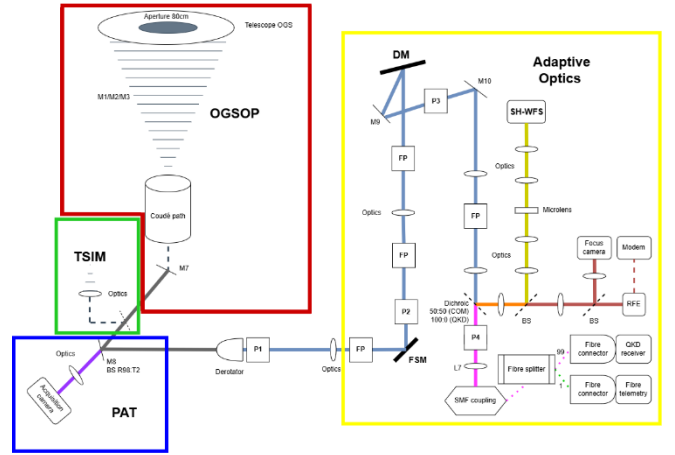 Aperture 80cm
Telescope OGS
M1/M2/M3
OGSOP
Coudè path
M7
TSIM
Optics
M8
BS R98:T2
Optics
Acquisition
camera
PAT
Derotator
P1
Optics
FP
FSM
P2
FP
Optics
FP
DM
M9
P3
M10
Adaptive
Optics
SH-WFS
Optics
Microlens
FP
Optics
Focus
camera
Modem
Dichroic
50:50 (COM)
100:0 (QKD)
BS
BS
RFE
P4
L7
SMF coupling
Fibre splitter
99
1
Fibre
connector
QKD
receiver
Fibre
connector
Fibre
telemetry